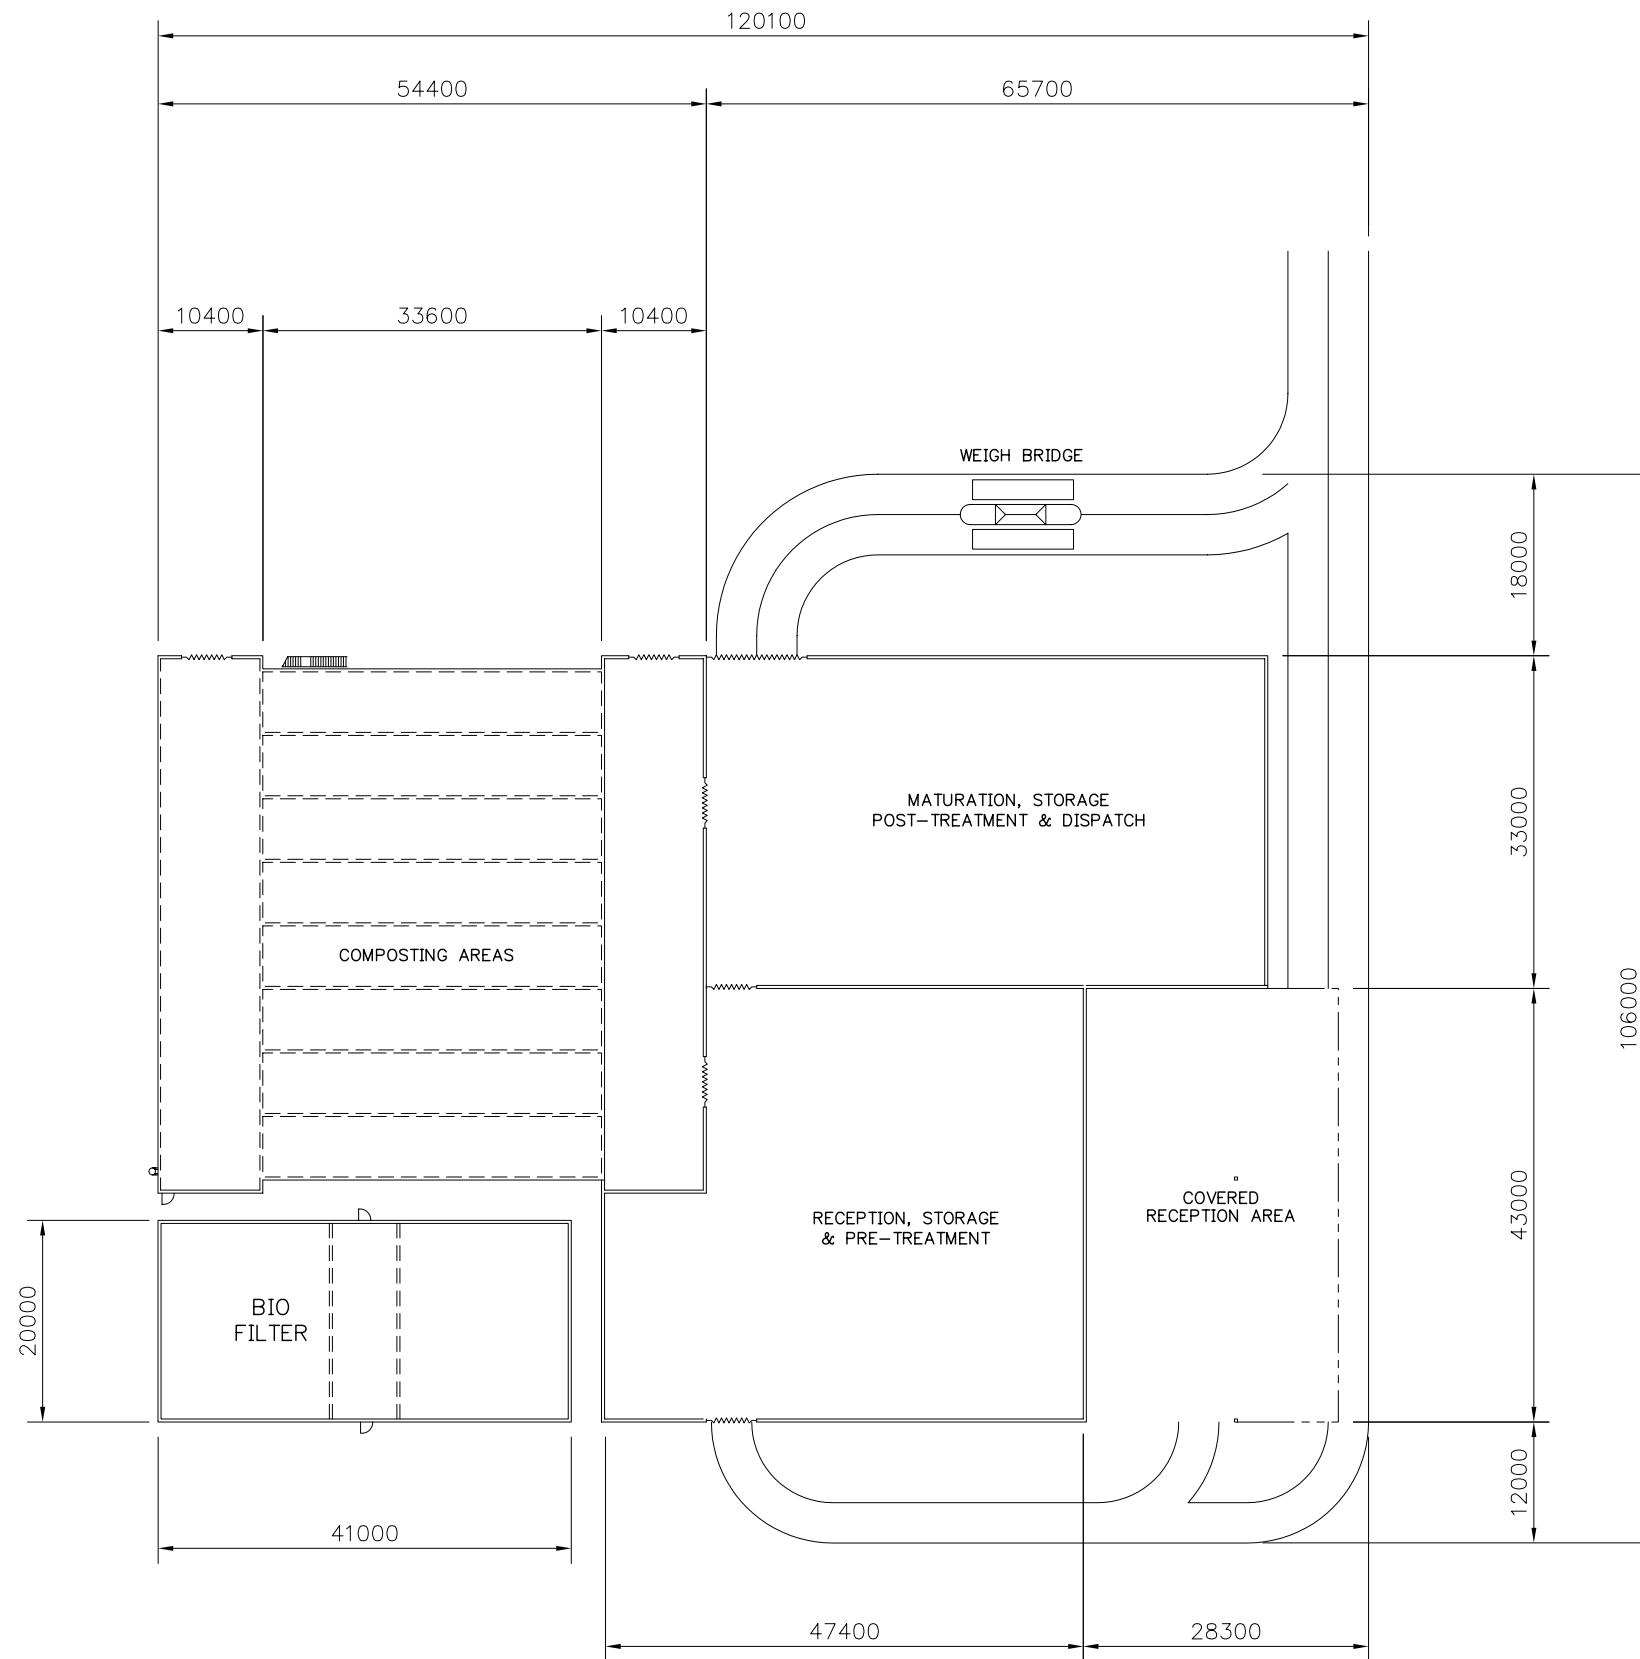 120100
54400
65700
10400
33600
10400
WEIGH BRIDGE
18000
33000
MATURATION, STORAGE
POST-TREATMENT & DISPATCH
COMPOSTING AREAS
106000
43000
COVERED
RECEPTION AREA
RECEPTION, STORAGE
& PRE-TREATMENT
20000
BIO
FILTER
12000
41000
47400
28300